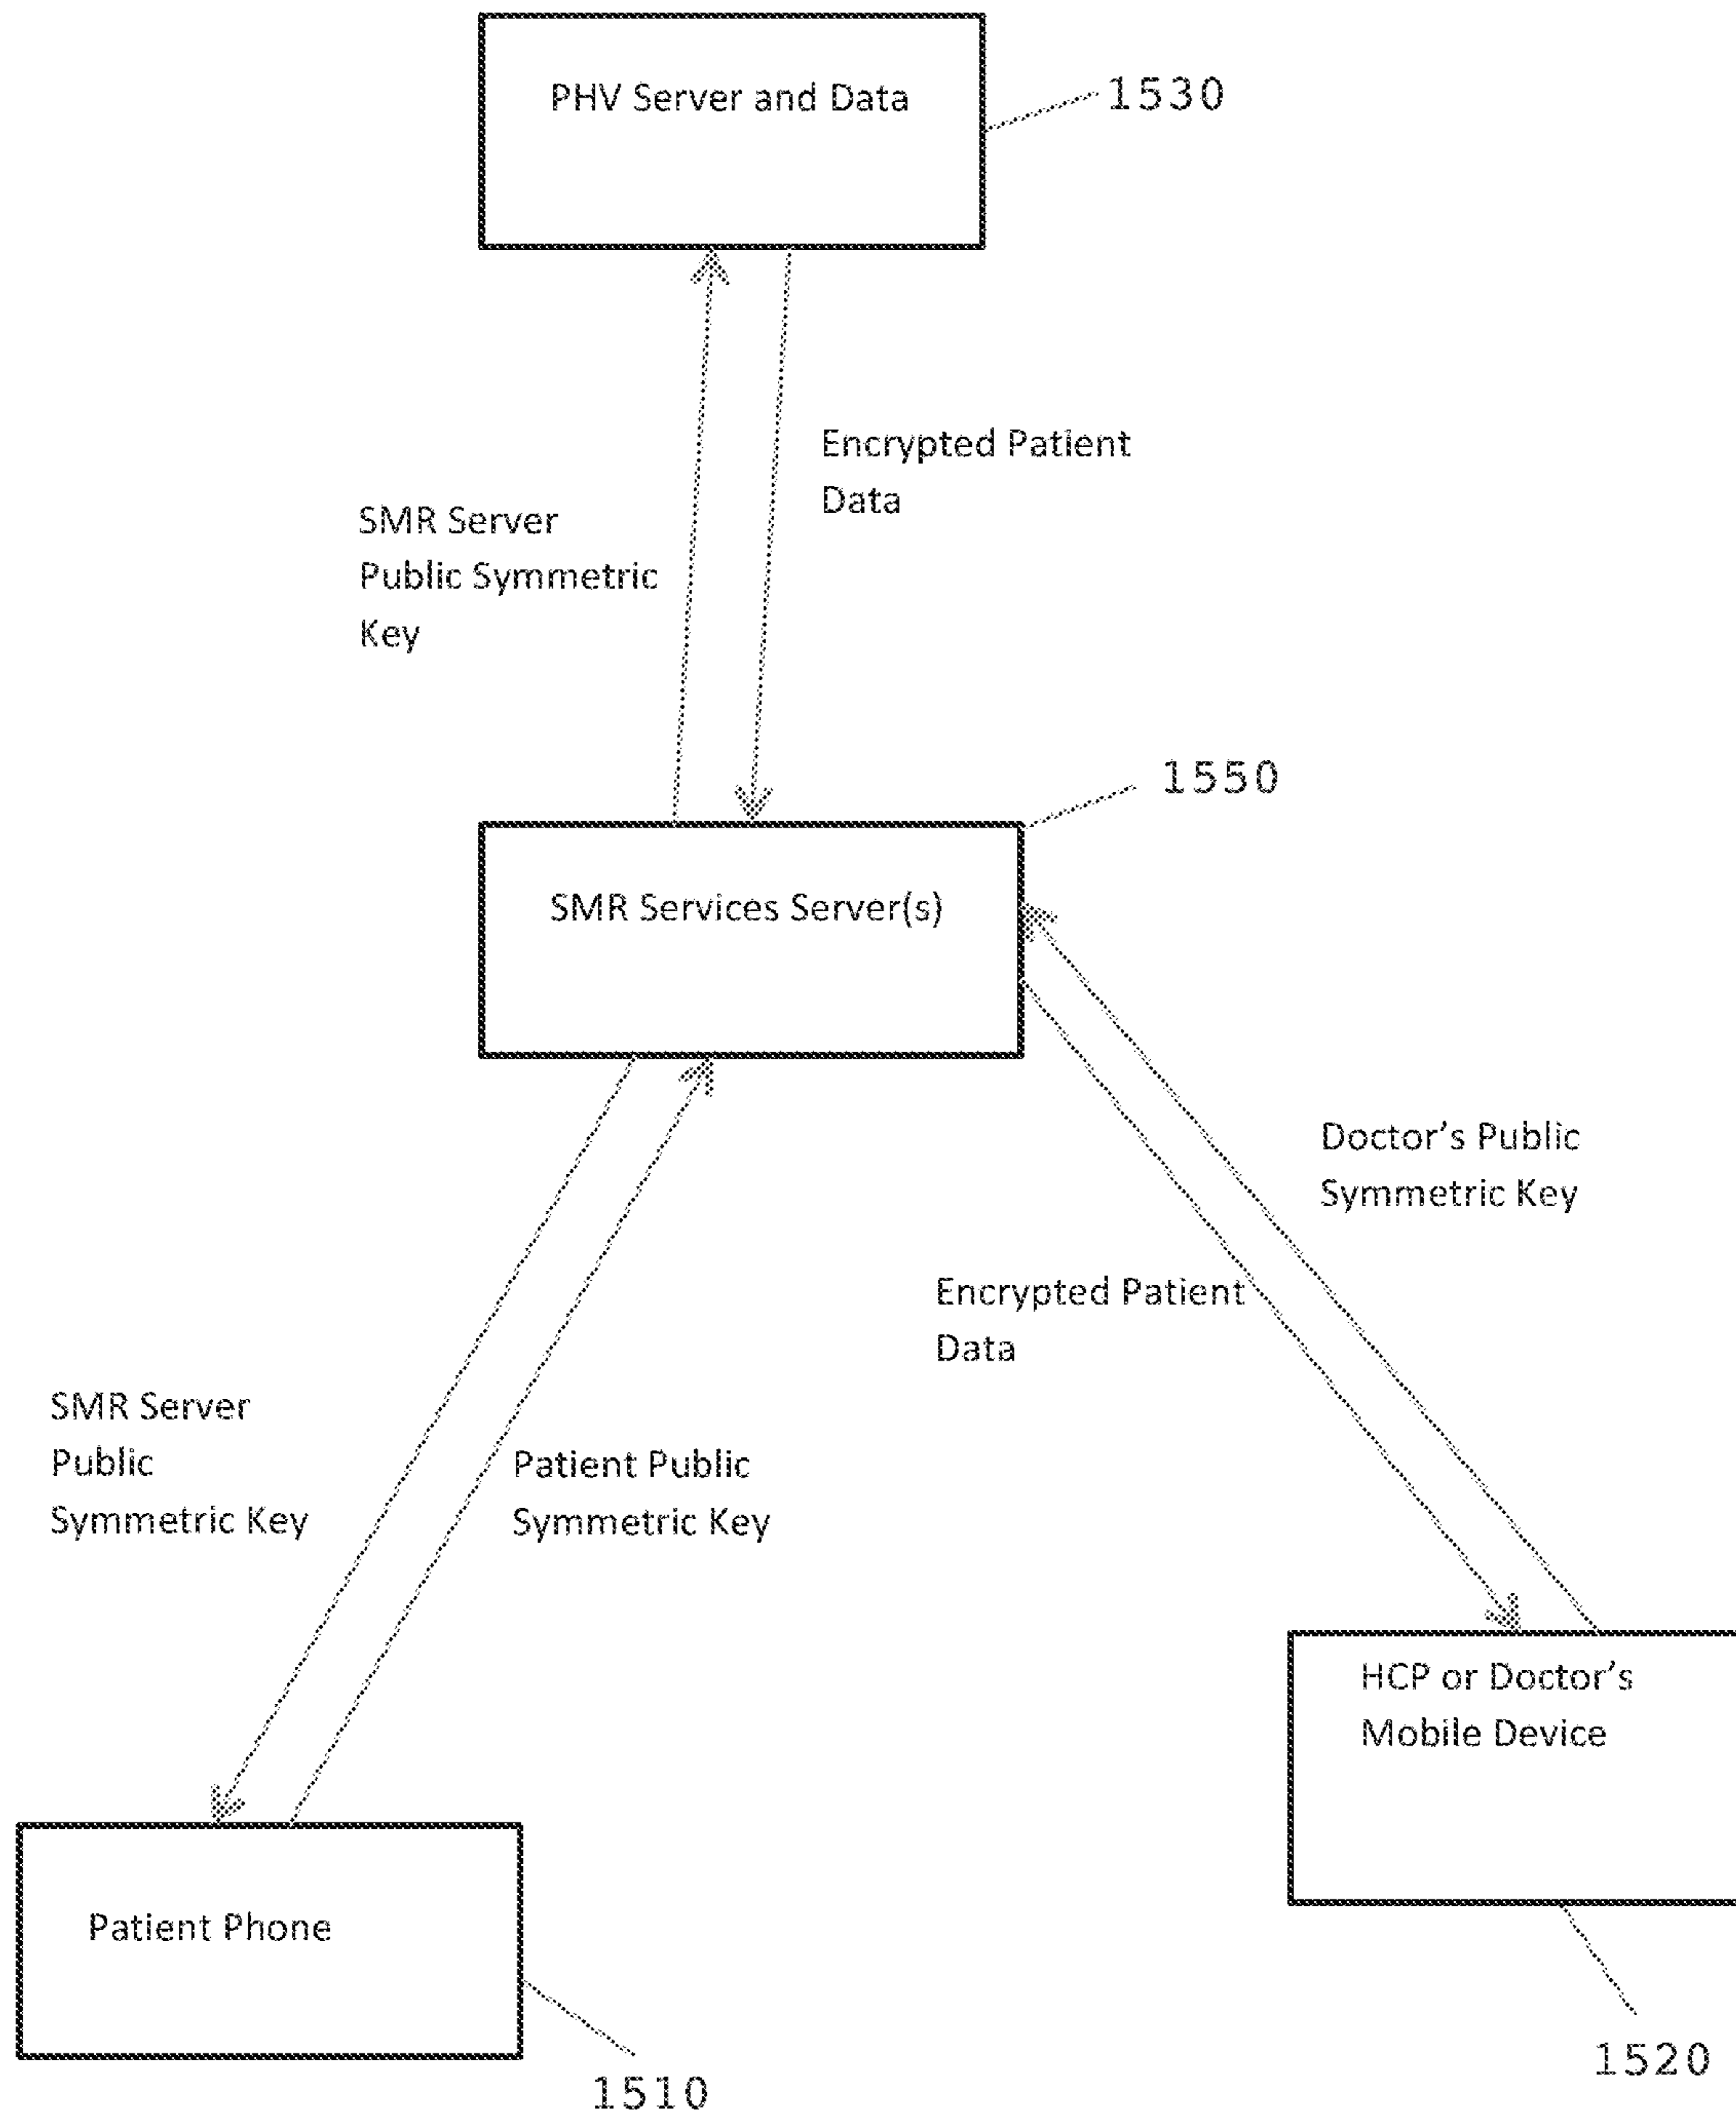 PHV Server and Data
1530
Encrypted Patient
Data
SMR Server
Public Symmetric
Key
1550
SMR Services Server(s)
Doctor's Public
Symmetric Key
Encrypted Patient
Data
SMR Server
Public
Symmetric Key
Patient Public
Symmetric Key
HCP or Doctor's
Mobile Device
Patient Phone
1520
1510